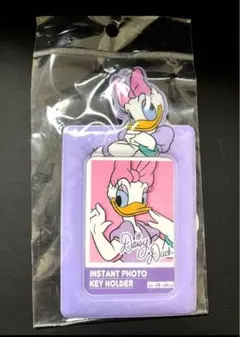 Daisy
Duck
INSTANT PHOTO
KEY HOLDER